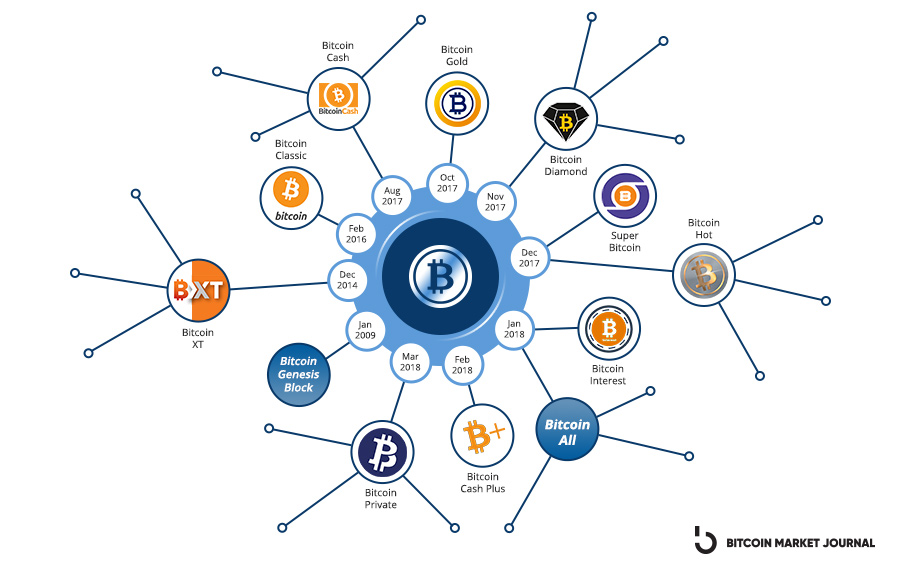 Bitcoin
Cash
BitcoinCash
Bitcoin
Gold
Bitcoin
Diamond
Bitcoin
Classic
bitcoin
Aug
2017
Oct
2017
Nov
2017
Super
Bitcoin
Feb
2016
Dec
2017
Bitcoin
Hot
Dec
2014
BXT
Bitcoin
XT
Jan
2009
Jan
2018
Bitcoin
Interest
Bitcoin
Genesis
Block
Mar
2018
Feb
2018
Bitcoin
All
Bitcoin
Private
Bitcoin
Cash Plus
BITCOIN MARKET JOURNAL